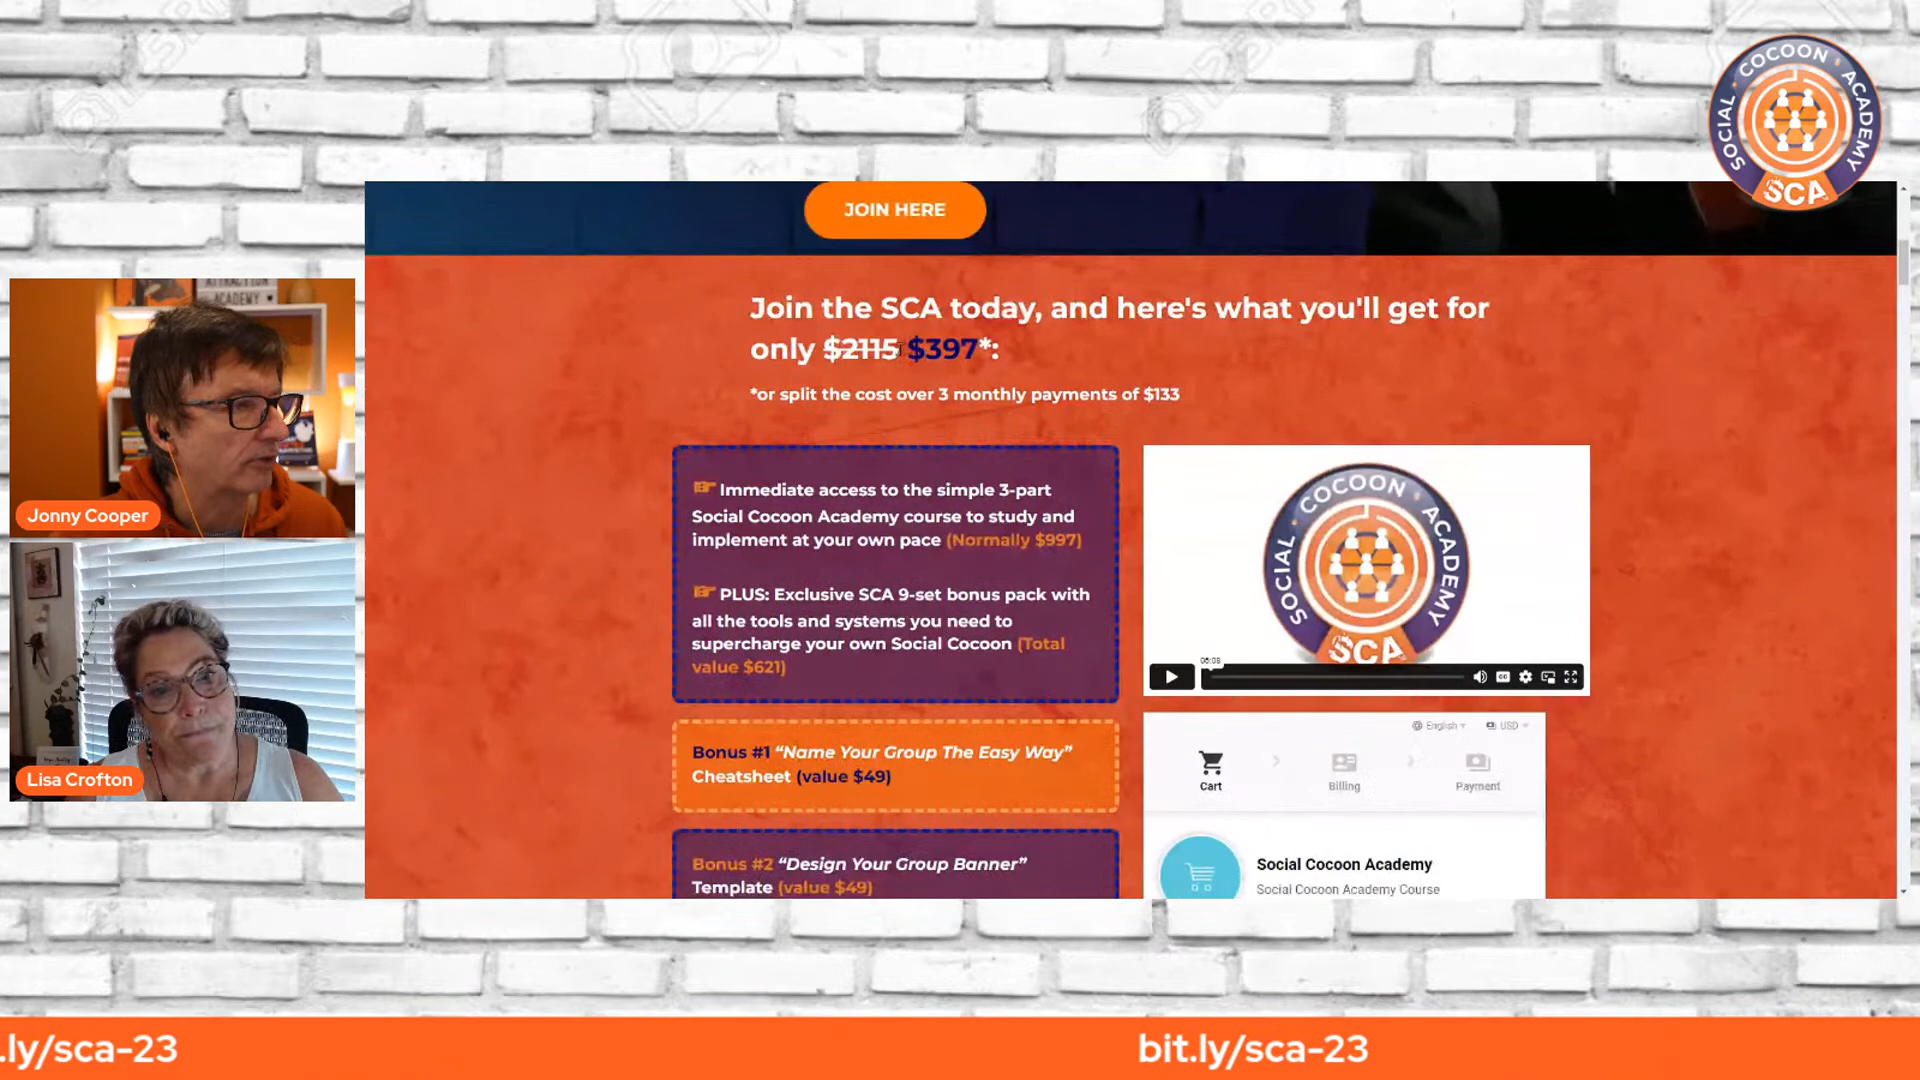 SOCIAL · COCOON · ACADEMY
SCA
JOIN HERE
Join the SCA today, and here's what you'll get for
only $2115 $397*:
*or split the cost over 3 monthly payments of $133
Immediate access to the simple 3-part
Social Cocoon Academy course to study and
implement at your own pace (Normally $997)
PLUS: Exclusive SCA 9-set bonus pack with
all the tools and systems you need to
supercharge your own Social Cocoon (Total
value $621)
Bonus #1 “Name Your Group The Easy Way”
Cheatsheet (value $49)
Bonus #2 “Design Your Group Banner”
Template (value $49)
SOCIAL · COCOON · ACADEMY
SCA
English
USD
Cart
Billing
Payment
Social Cocoon Academy
Social Cocoon Academy Course
ACADEMY
Jonny Cooper
Lisa Crofton
.ly/sca-23
bit.ly/sca-23